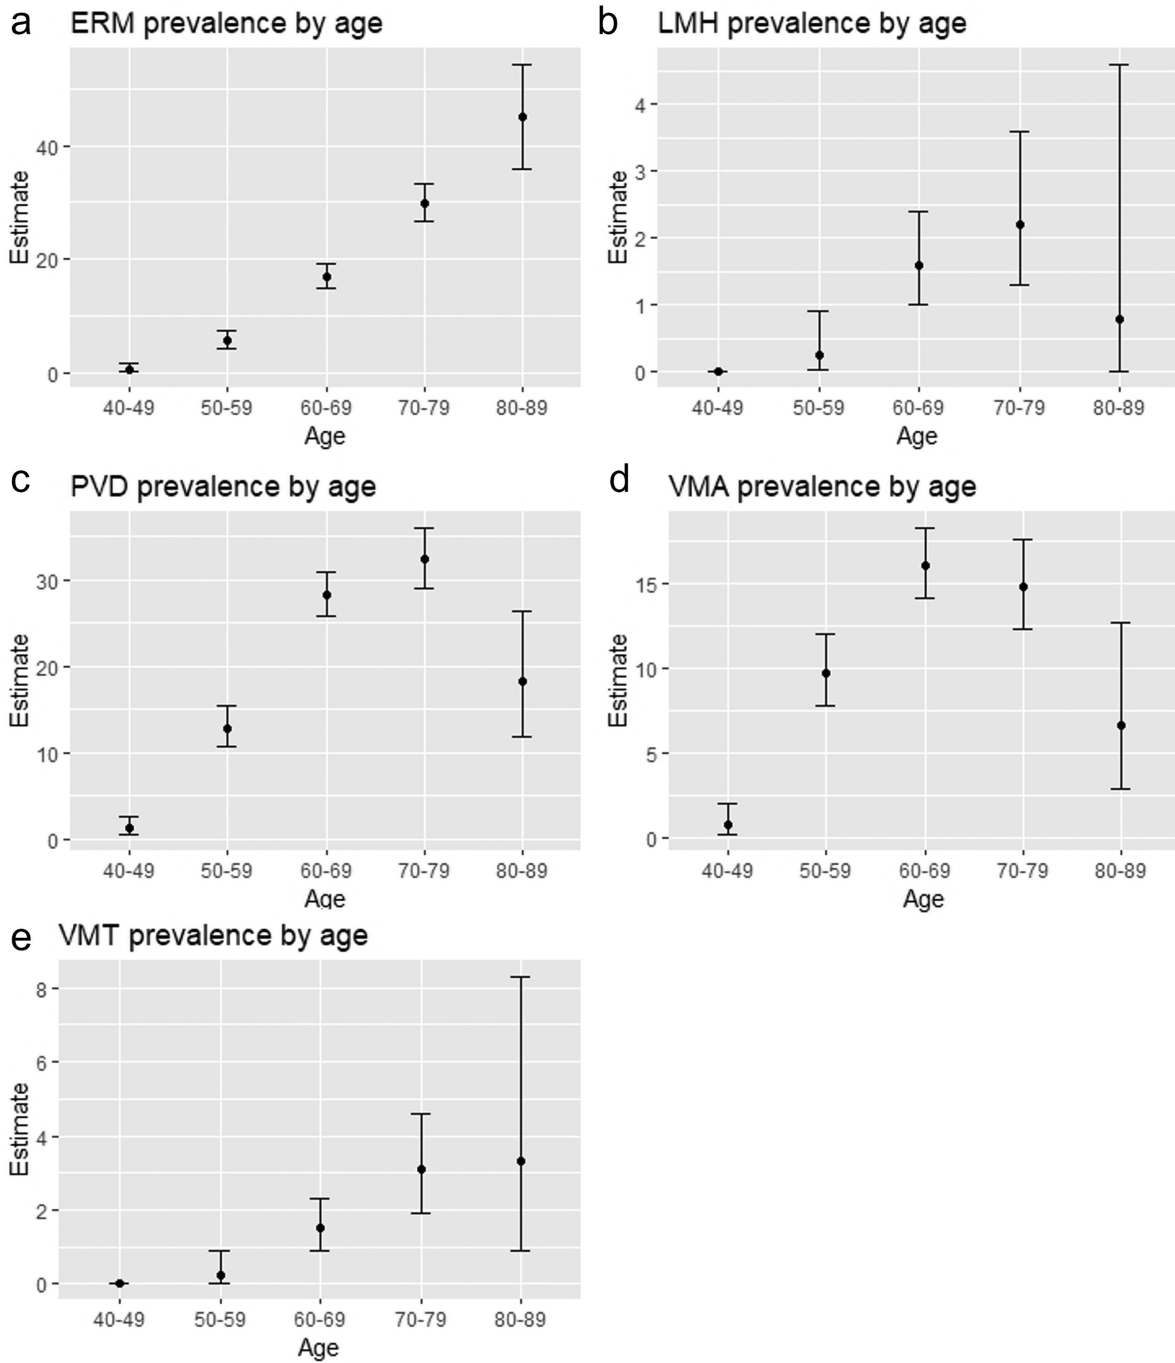 a ERM prevalence by age
Estimate
40
20
0
40-49 50-59 60-69 70-79 80-89
Age
b LMH prevalence by age
Estimate
4
3
2
1
0
40-49 50-59 60-69 70-79 80-89
Age
c PVD prevalence by age
Estimate
30
20
10
0
40-49 50-59 60-69 70-79 80-89
Age
d VMA prevalence by age
Estimate
15
10
5
0
40-49 50-59 60-69 70-79 80-89
Age
e VMT prevalence by age
Estimate
8
6
4
2
0
40-49 50-59 60-69 70-79 80-89
Age